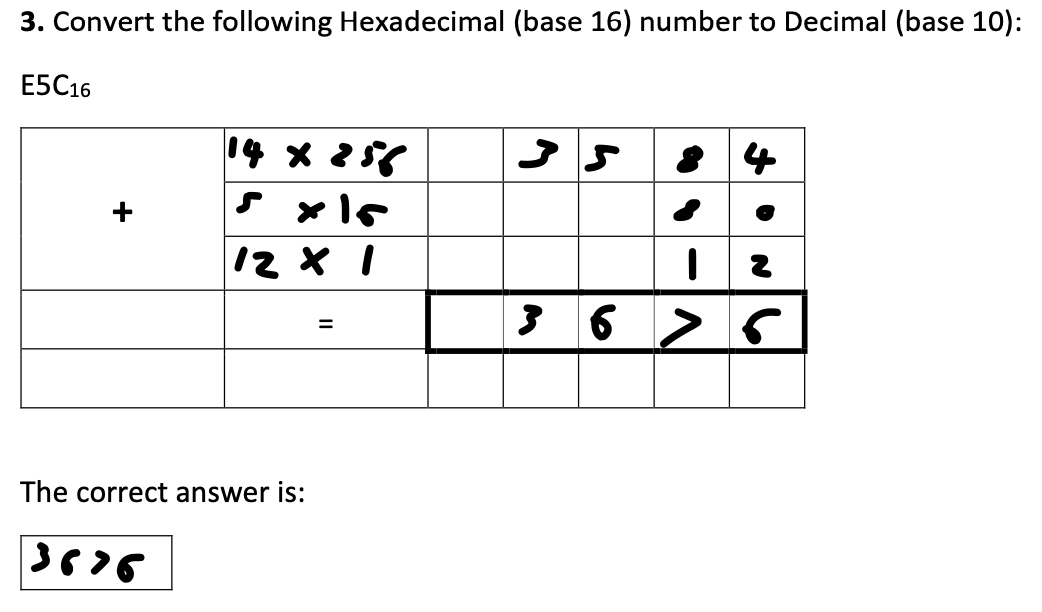 3. Convert the following Hexadecimal (base 16) number to Decimal (base 10):
E5C₁₆
14 × 256 3 5 8 4
+ 5 × 16 8 0
12 × 1 1 2
= 3 6 7 6
The correct answer is:
3676